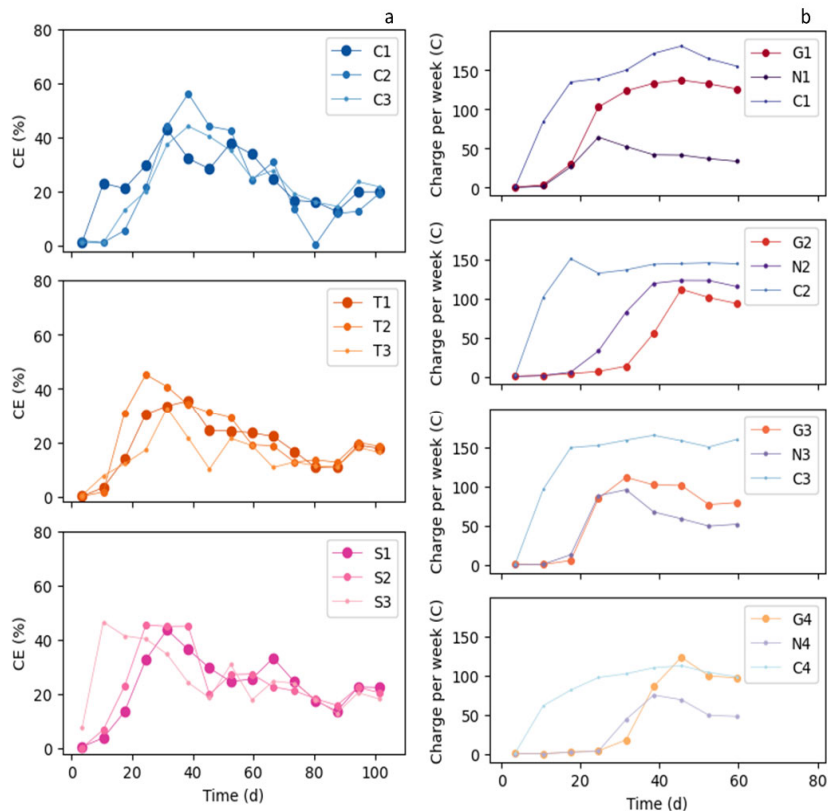 a
80
60
40
20
0
CE (%)
C1
C2
C3
80
60
40
20
0
CE (%)
T1
T2
T3
80
60
40
20
0
CE (%)
S1
S2
S3
0 20 40 60 80 100
Time (d)
b
150
100
50
0
Charge per week (C)
G1
N1
C1
150
100
50
0
Charge per week (C)
G2
N2
C2
150
100
50
0
Charge per week (C)
G3
N3
C3
150
100
50
0
Charge per week (C)
G4
N4
C4
0 20 40 60 80
Time (d)